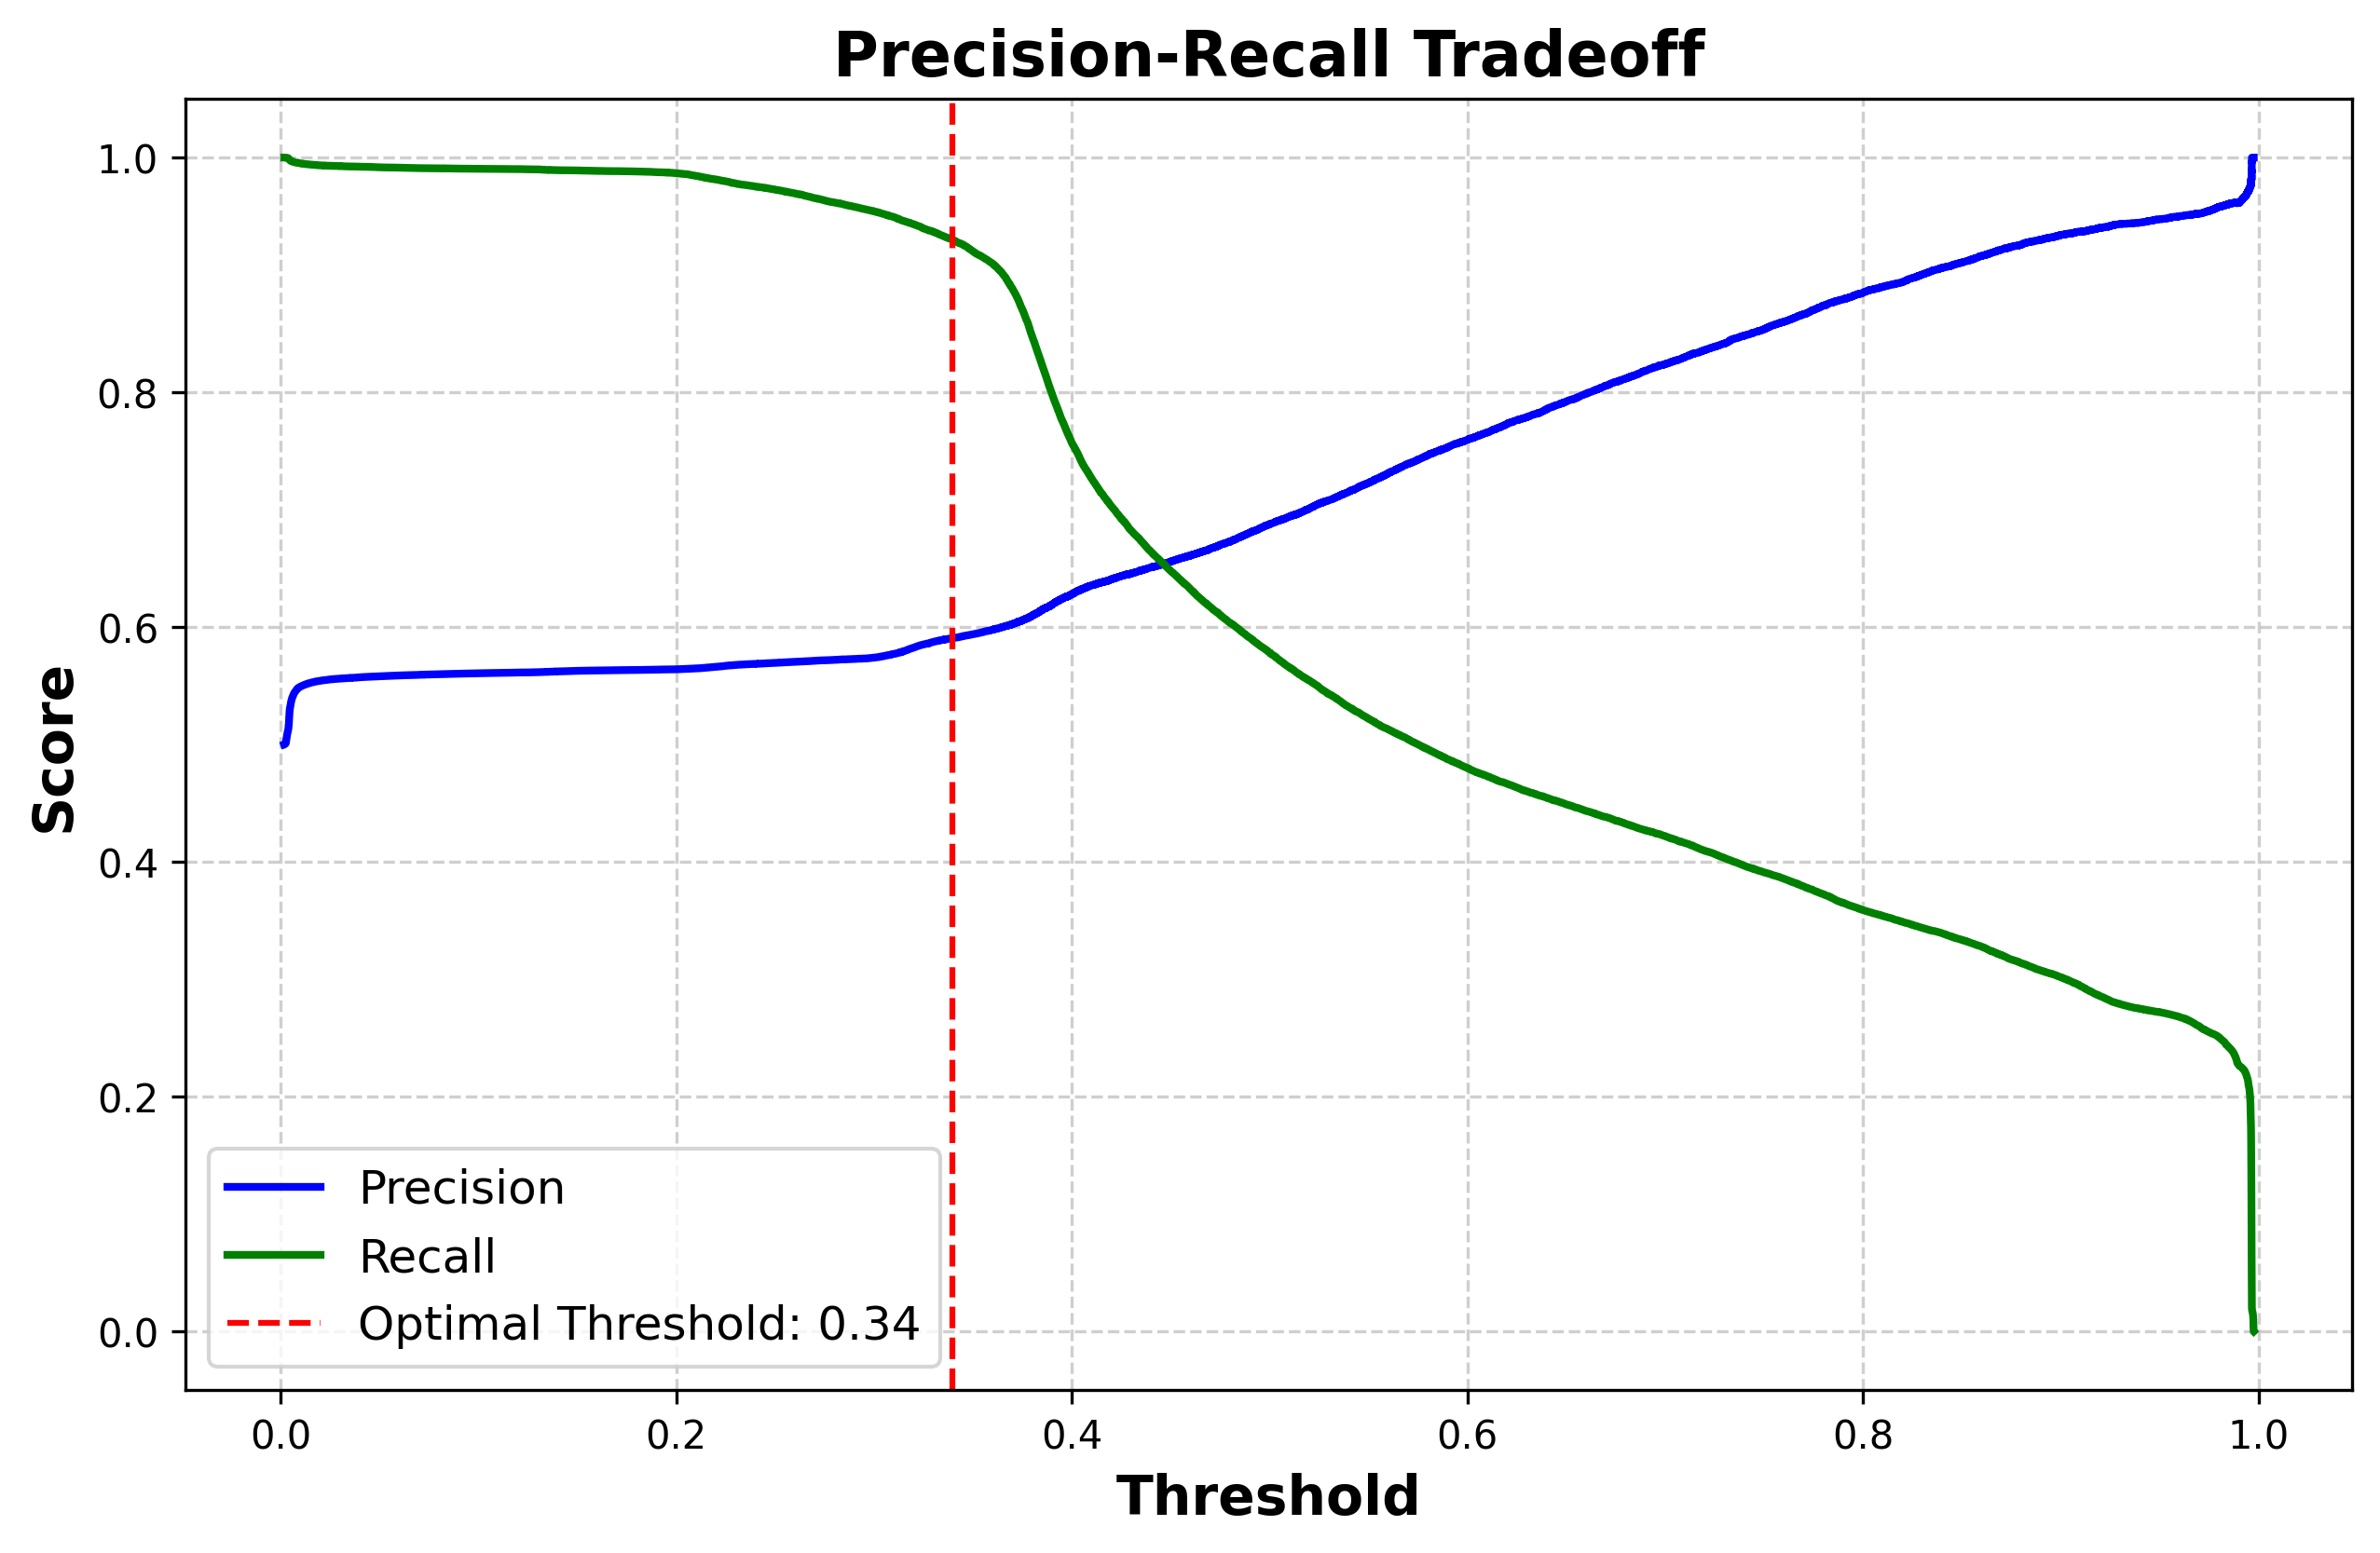 Precision-Recall Tradeoff
Score
1.0
0.8
0.6
0.4
0.2
0.0
Precision
Recall
Optimal Threshold: 0.34
0.0 0.2 0.4 0.6 0.8 1.0
Threshold